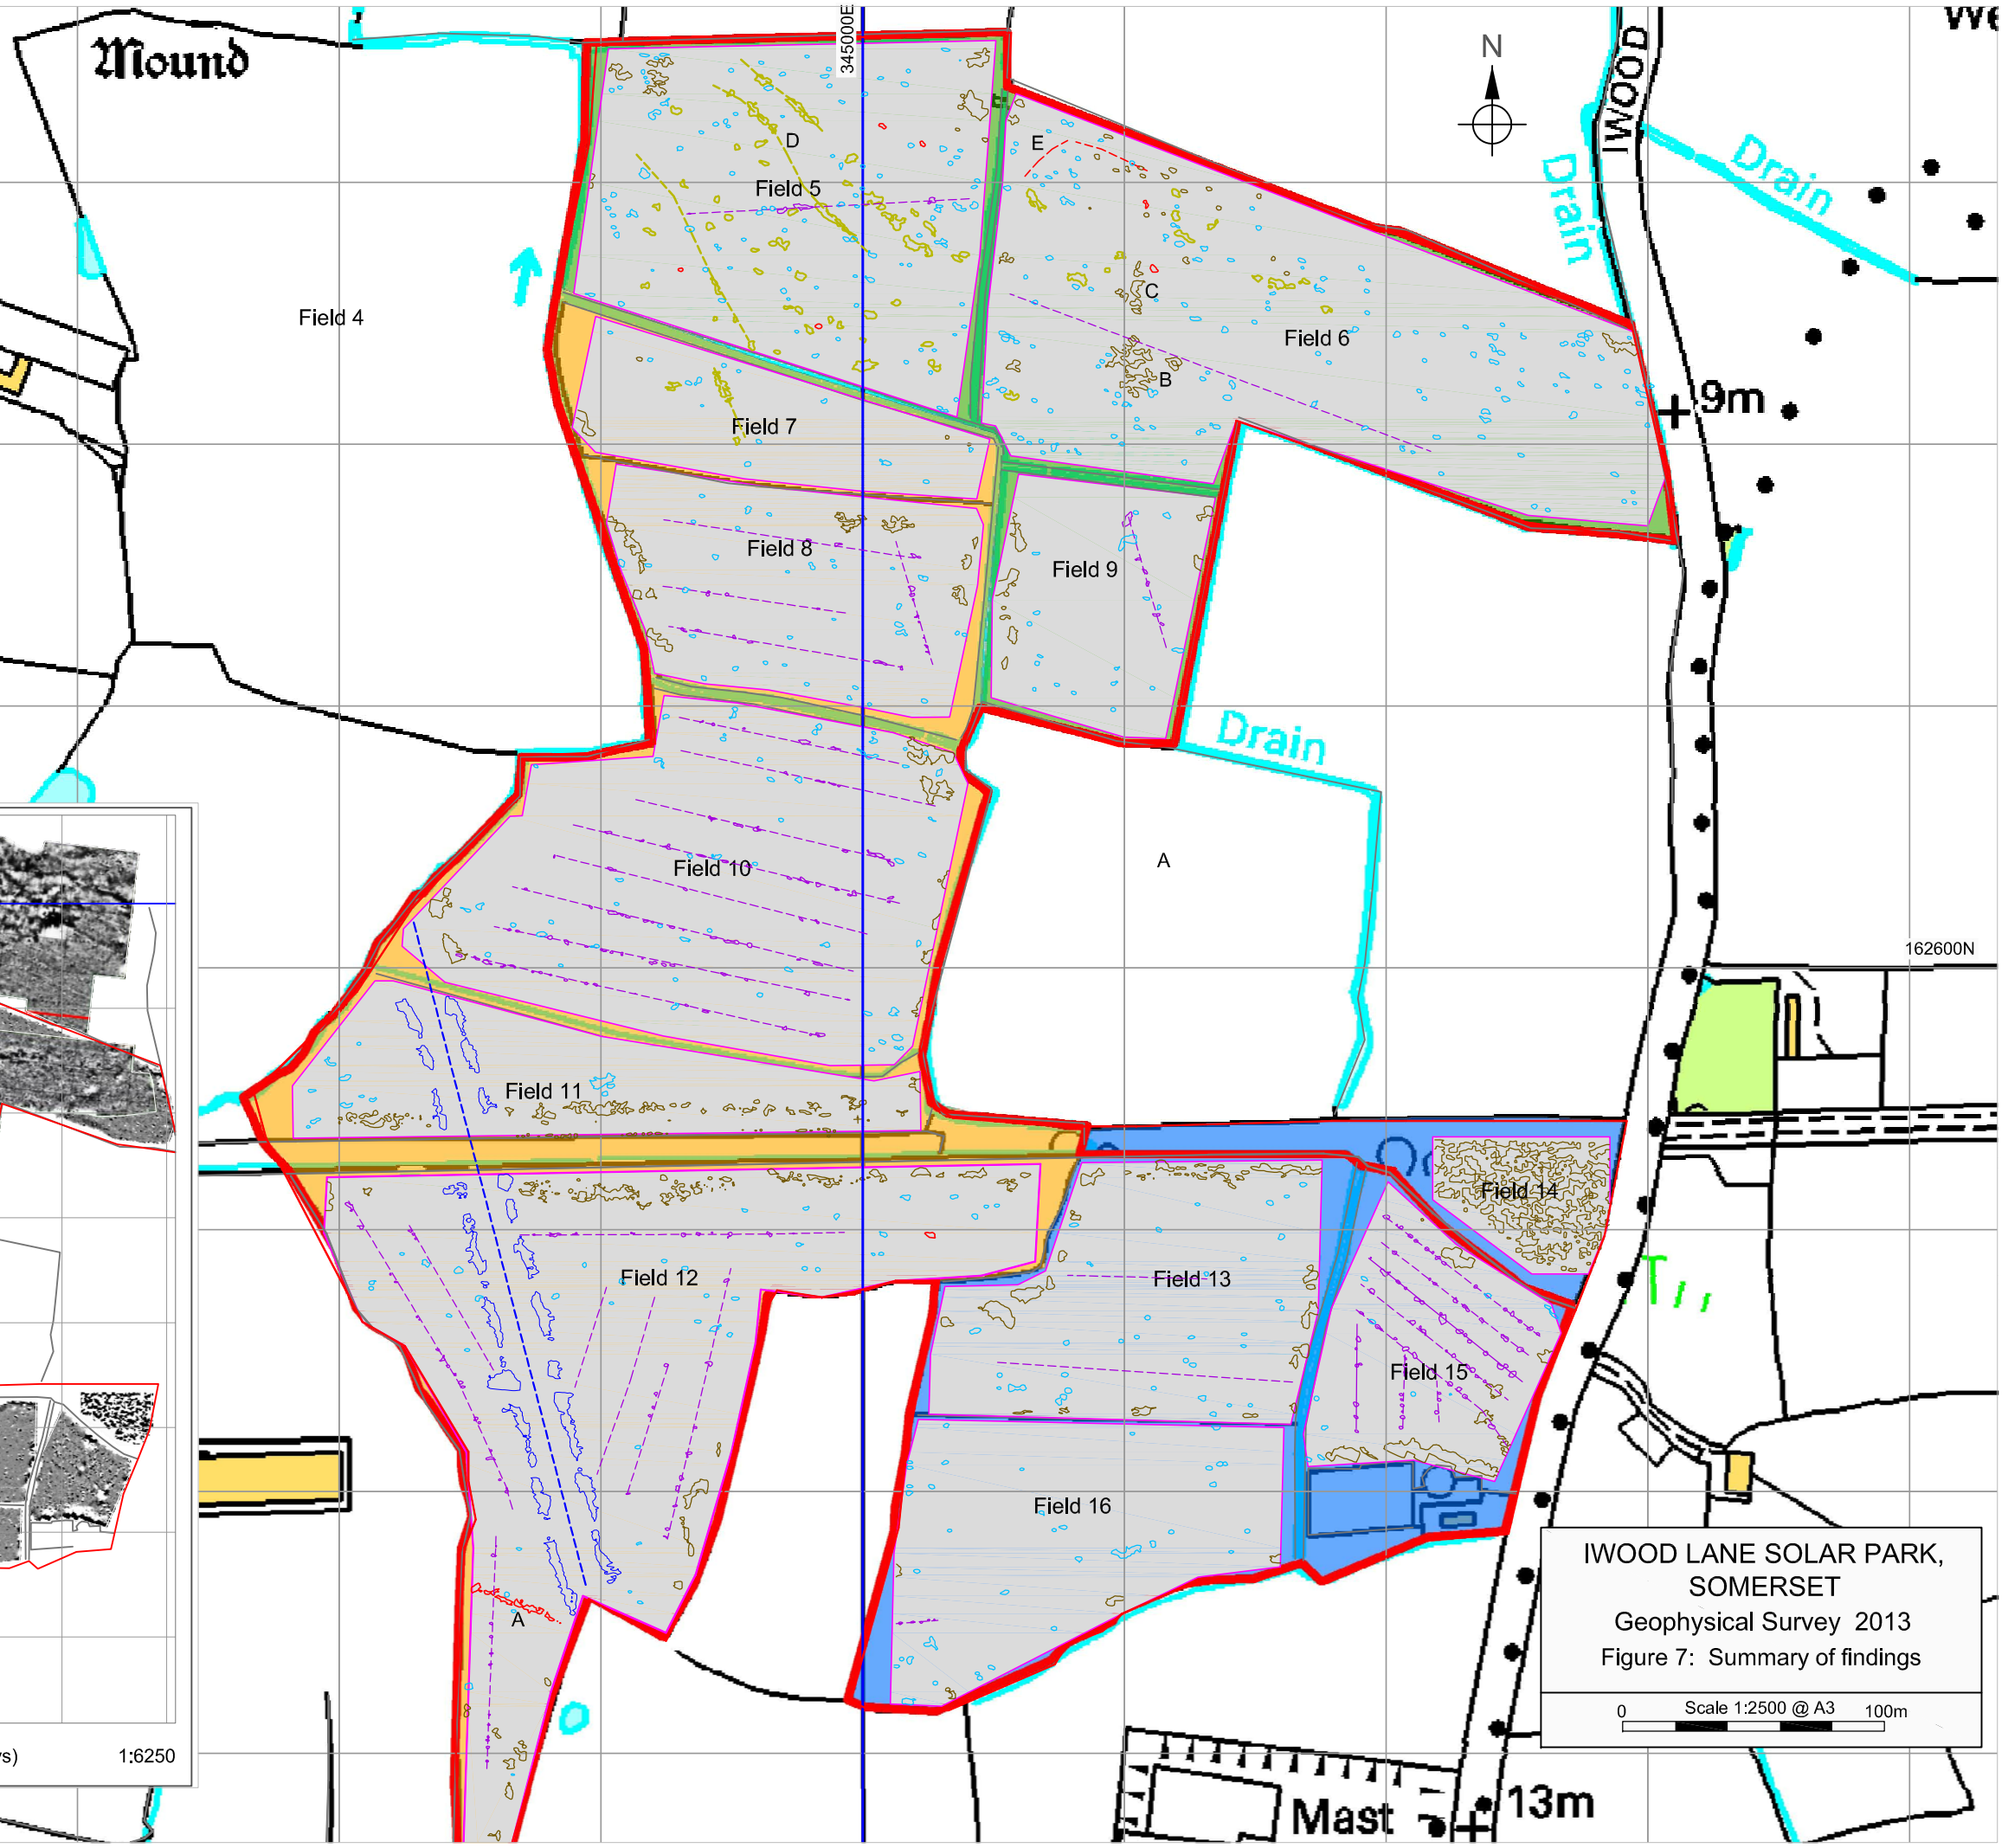 Mound
345000E
N
IWOOD
Drain
Drain
D
E
Field 5
Field 4
C
Field 6
B
9m
Field 7
Field 8
Field 9
Drain
Field 10
A
162600N
Field 11
Field 14
Field 12
Field 13
Field 15
Field 16
A
IWOOD LANE SOLAR PARK,
SOMERSET
Geophysical Survey 2013
Figure 7: Summary of findings
0 Scale 1:2500 @ A3 100m
1:6250
Mast
13m